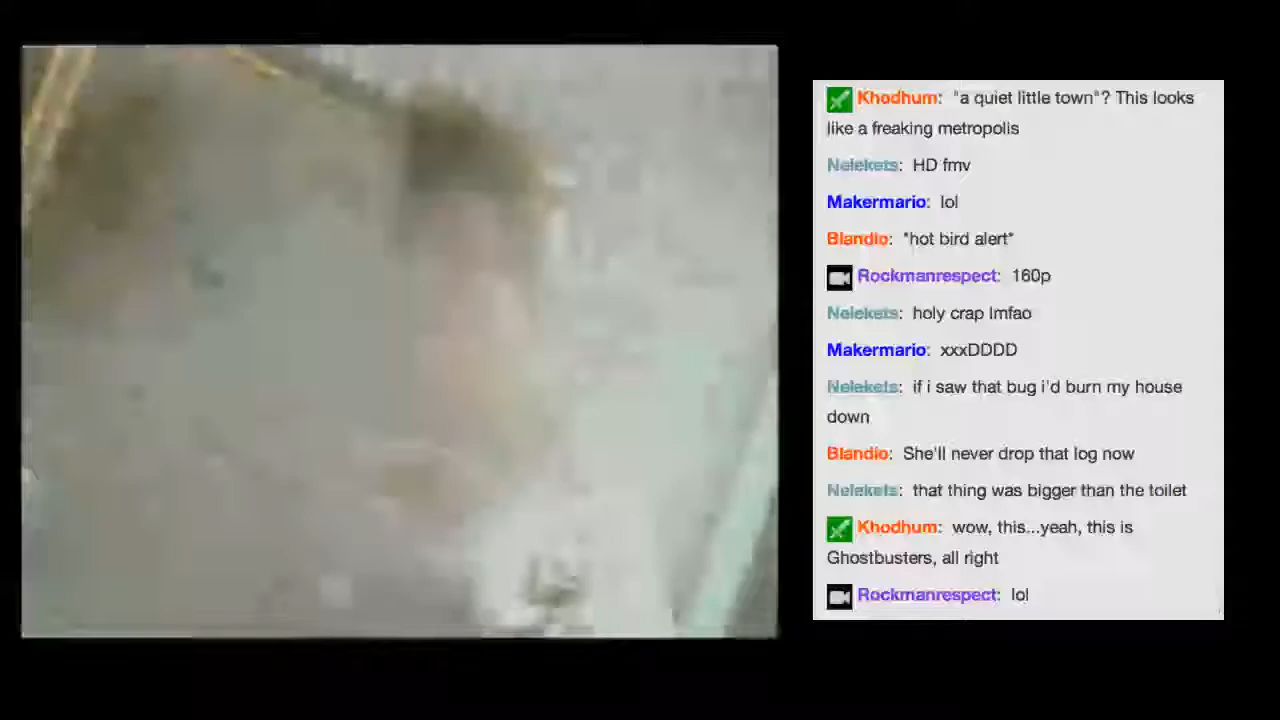 Khodhum: "a quiet little town"? This looks
like a freaking metropolis
Nelekets: HD fmv
Makermario: lol
Blandio: *hot bird alert*
Rockmanrespect: 160p
Nelekets: holy crap lmfao
Makermario: xxxDDDD
Nelekets: if i saw that bug i'd burn my house
down
Blandio: She'll never drop that log now
Nelekets: that thing was bigger than the toilet
Khodhum: wow, this...yeah, this is
Ghostbusters, all right
Rockmanrespect: lol